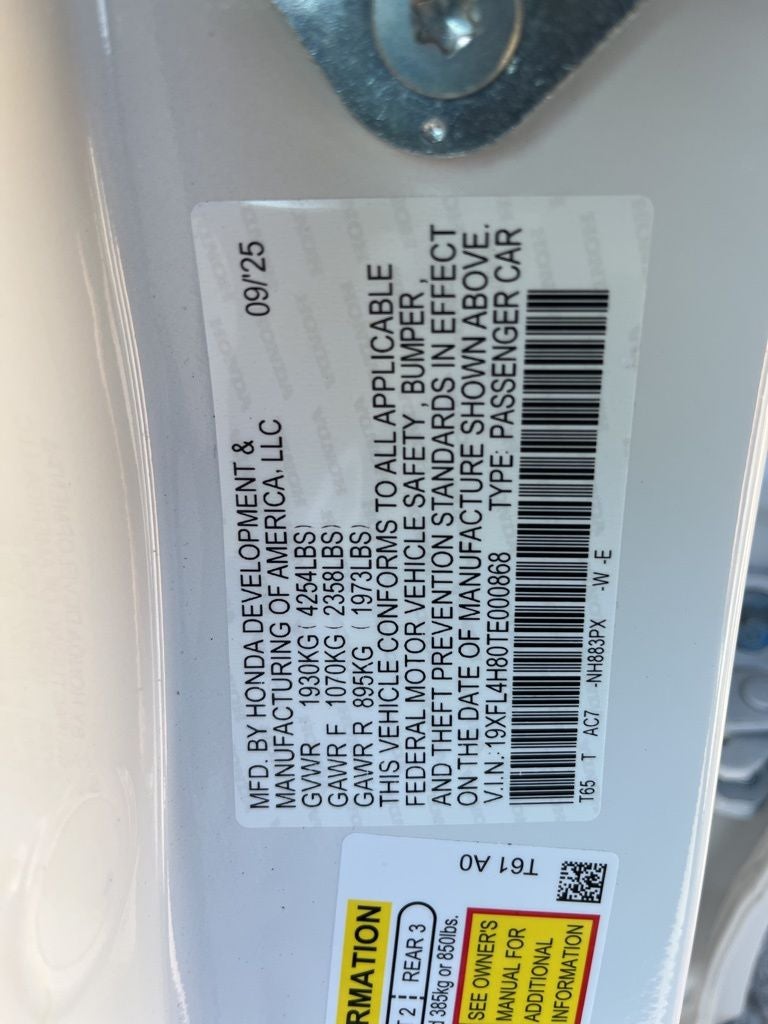 MFD. BY HONDA DEVELOPMENT & 09/'25
MANUFACTURING OF AMERICA, LLC
GVWR 1930KG ( 4254LBS)
GAWR F 1070KG ( 2358LBS)
GAWR R 895KG ( 1973LBS)
THIS VEHICLE CONFORMS TO ALL APPLICABLE
FEDERAL MOTOR VEHICLE SAFETY , BUMPER ,
AND THEFT PREVENTION STANDARDS IN EFFECT
ON THE DATE OF MANUFACTURE SHOWN ABOVE.
V.I.N.:19XFL4H80TE000868 TYPE: PASSENGER CAR
T65 T AC7 -NH883PX -W -E
T61 A0
REAR 3
385kg or 850lbs.
SEE OWNER'S
MANUAL FOR
ADDITIONAL
INFORMATION